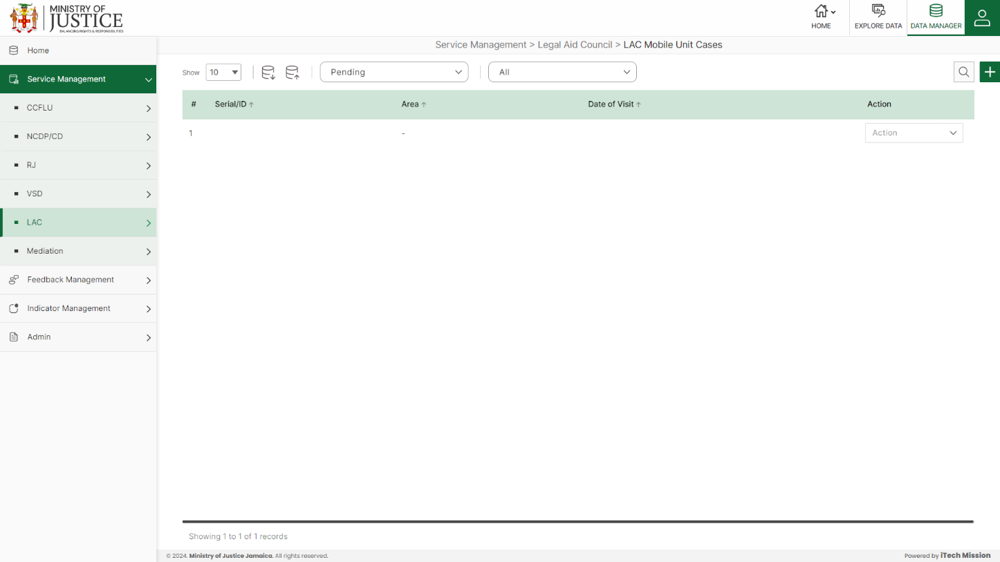 MINISTRY OF
JUSTICE
BALANCING RIGHTS & RESPONSIBILITIES
HOME
EXPLORE DATA
DATA MANAGER
Home
Service Management
CCFLU
NCDP/CD
RJ
VSD
LAC
Mediation
Feedback Management
Indicator Management
Admin
Service Management > Legal Aid Council > LAC Mobile Unit Cases
Show 10 Pending All
# Serial/ID Area Date of Visit Action
1 - Action
Showing 1 to 1 of 1 records
© 2024. Ministry of Justice Jamaica. All rights reserved.
Powered by iTech Mission